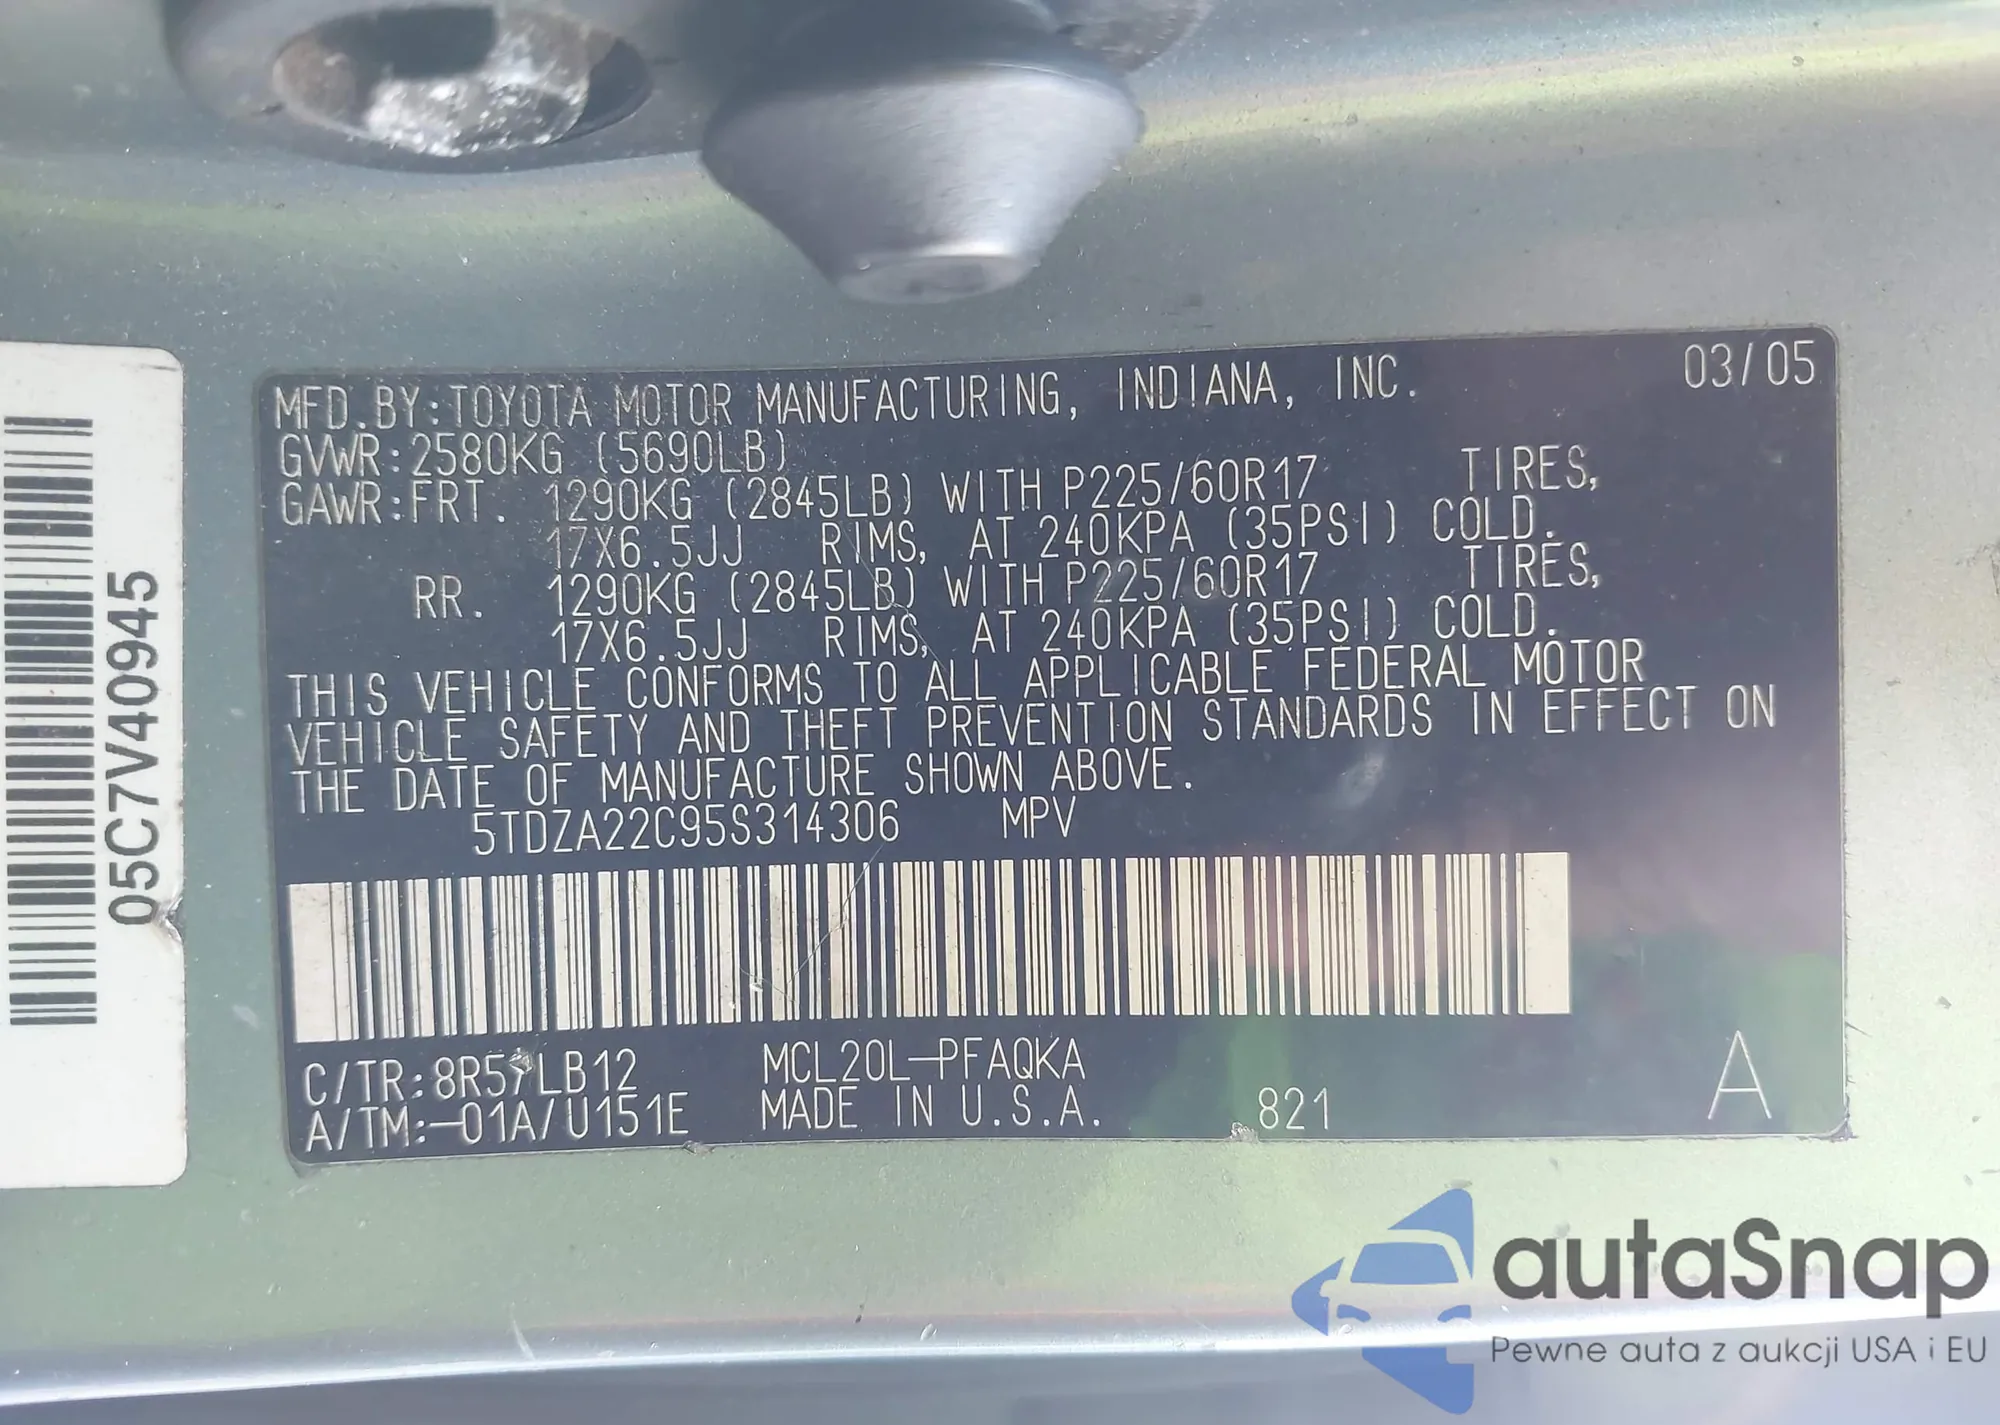 MFD.BY:TOYOTA MOTOR MANUFACTURING, INDIANA, INC. 03/05
GVWR:2580KG (5690LB)
GAWR:FRT. 1290KG (2845LB) WITH P225/60R17 TIRES,
17X6.5JJ RIMS, AT 240KPA (35PSI) COLD.
RR. 1290KG (2845LB) WITH P225/60R17 TIRES,
17X6.5JJ RIMS, AT 240KPA (35PSI) COLD.
THIS VEHICLE CONFORMS TO ALL APPLICABLE FEDERAL MOTOR
VEHICLE SAFETY AND THEFT PREVENTION STANDARDS IN EFFECT ON
THE DATE OF MANUFACTURE SHOWN ABOVE.
5TDZA22C95S314306 MPV
C/TR: MCL20L-PFAQKA
A/TM:-01A/U151E MADE IN U.S.A. 821 A
05C7V40945
autaSnap
Pewne auta z aukcji USA i EU